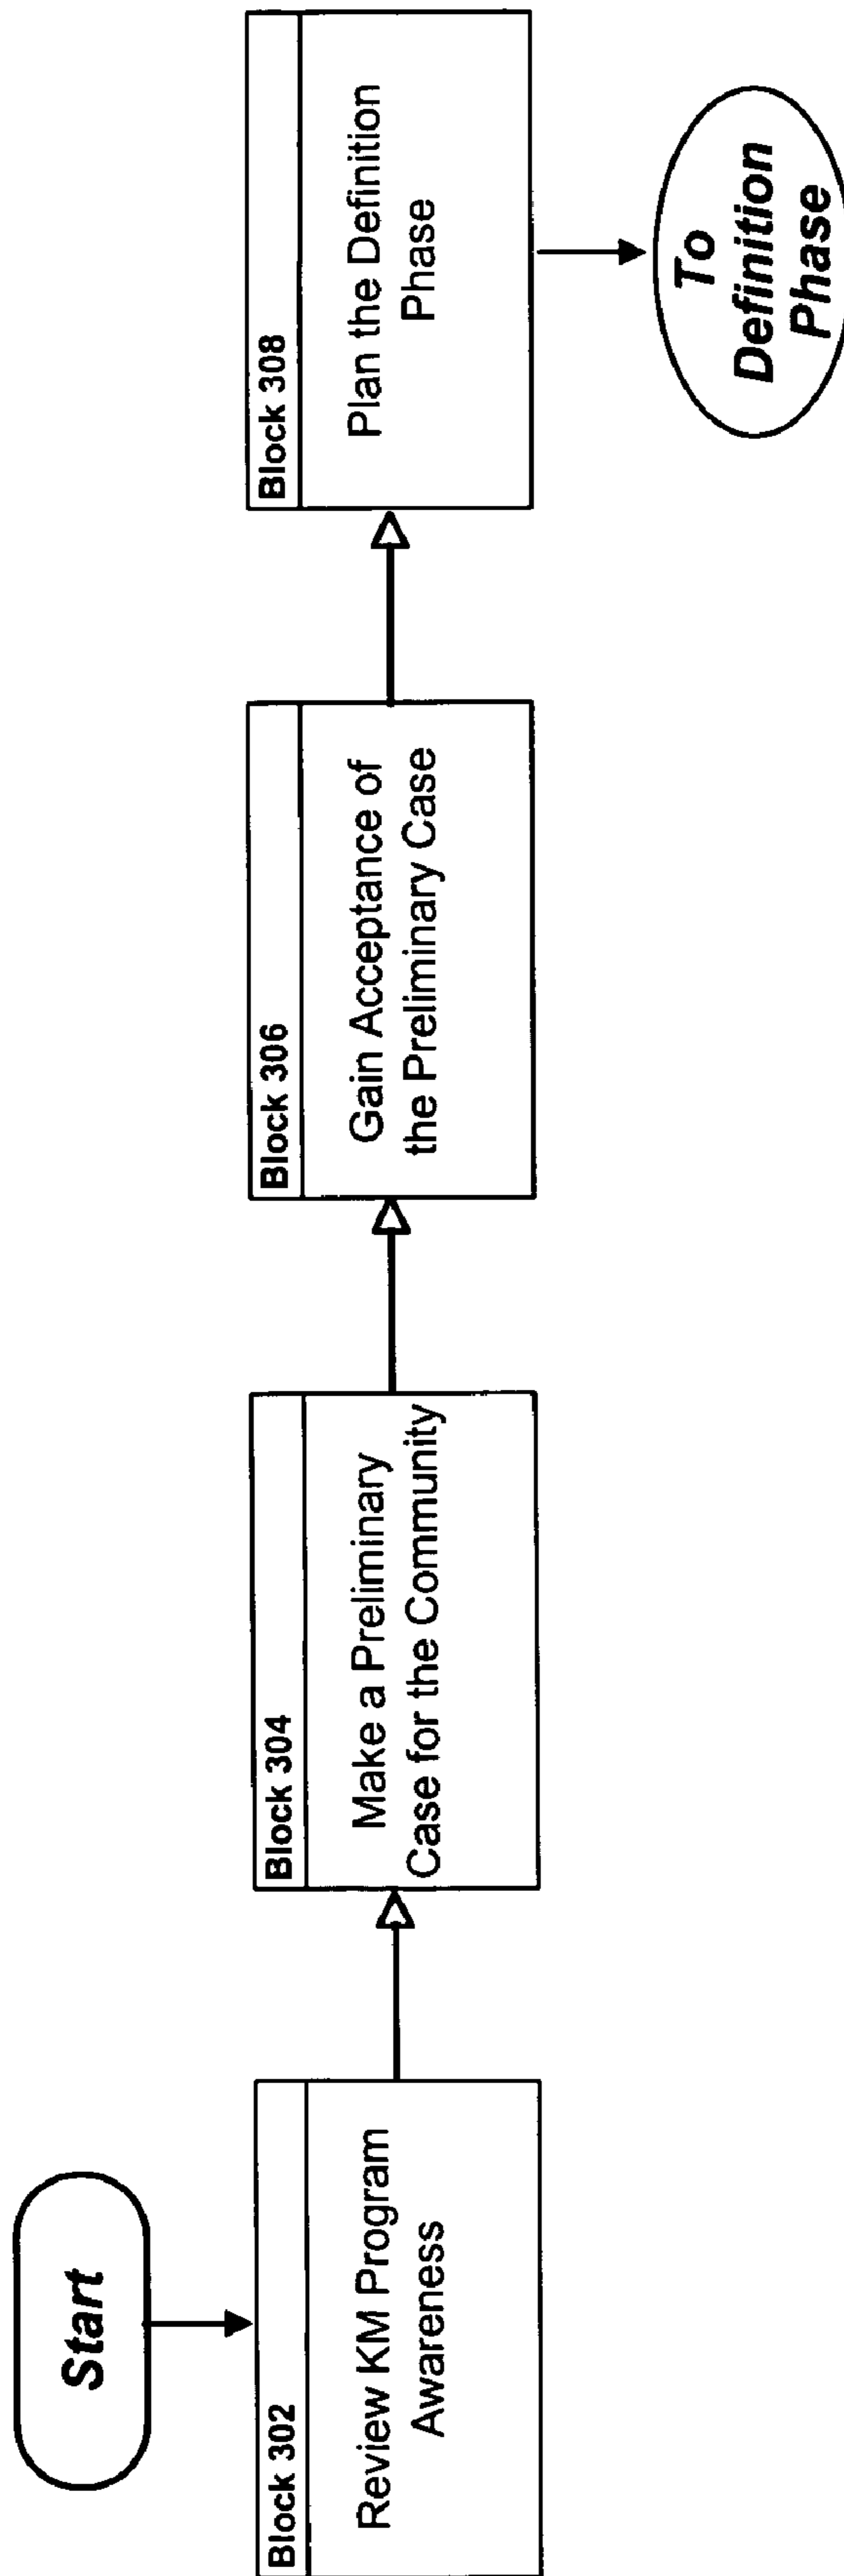 Start
Block 302
Review KM Program
Awareness
Block 304
Make a Preliminary
Case for the Community
Block 306
Gain Acceptance of
the Preliminary Case
Block 308
Plan the Definition
Phase
To
Definition
Phase